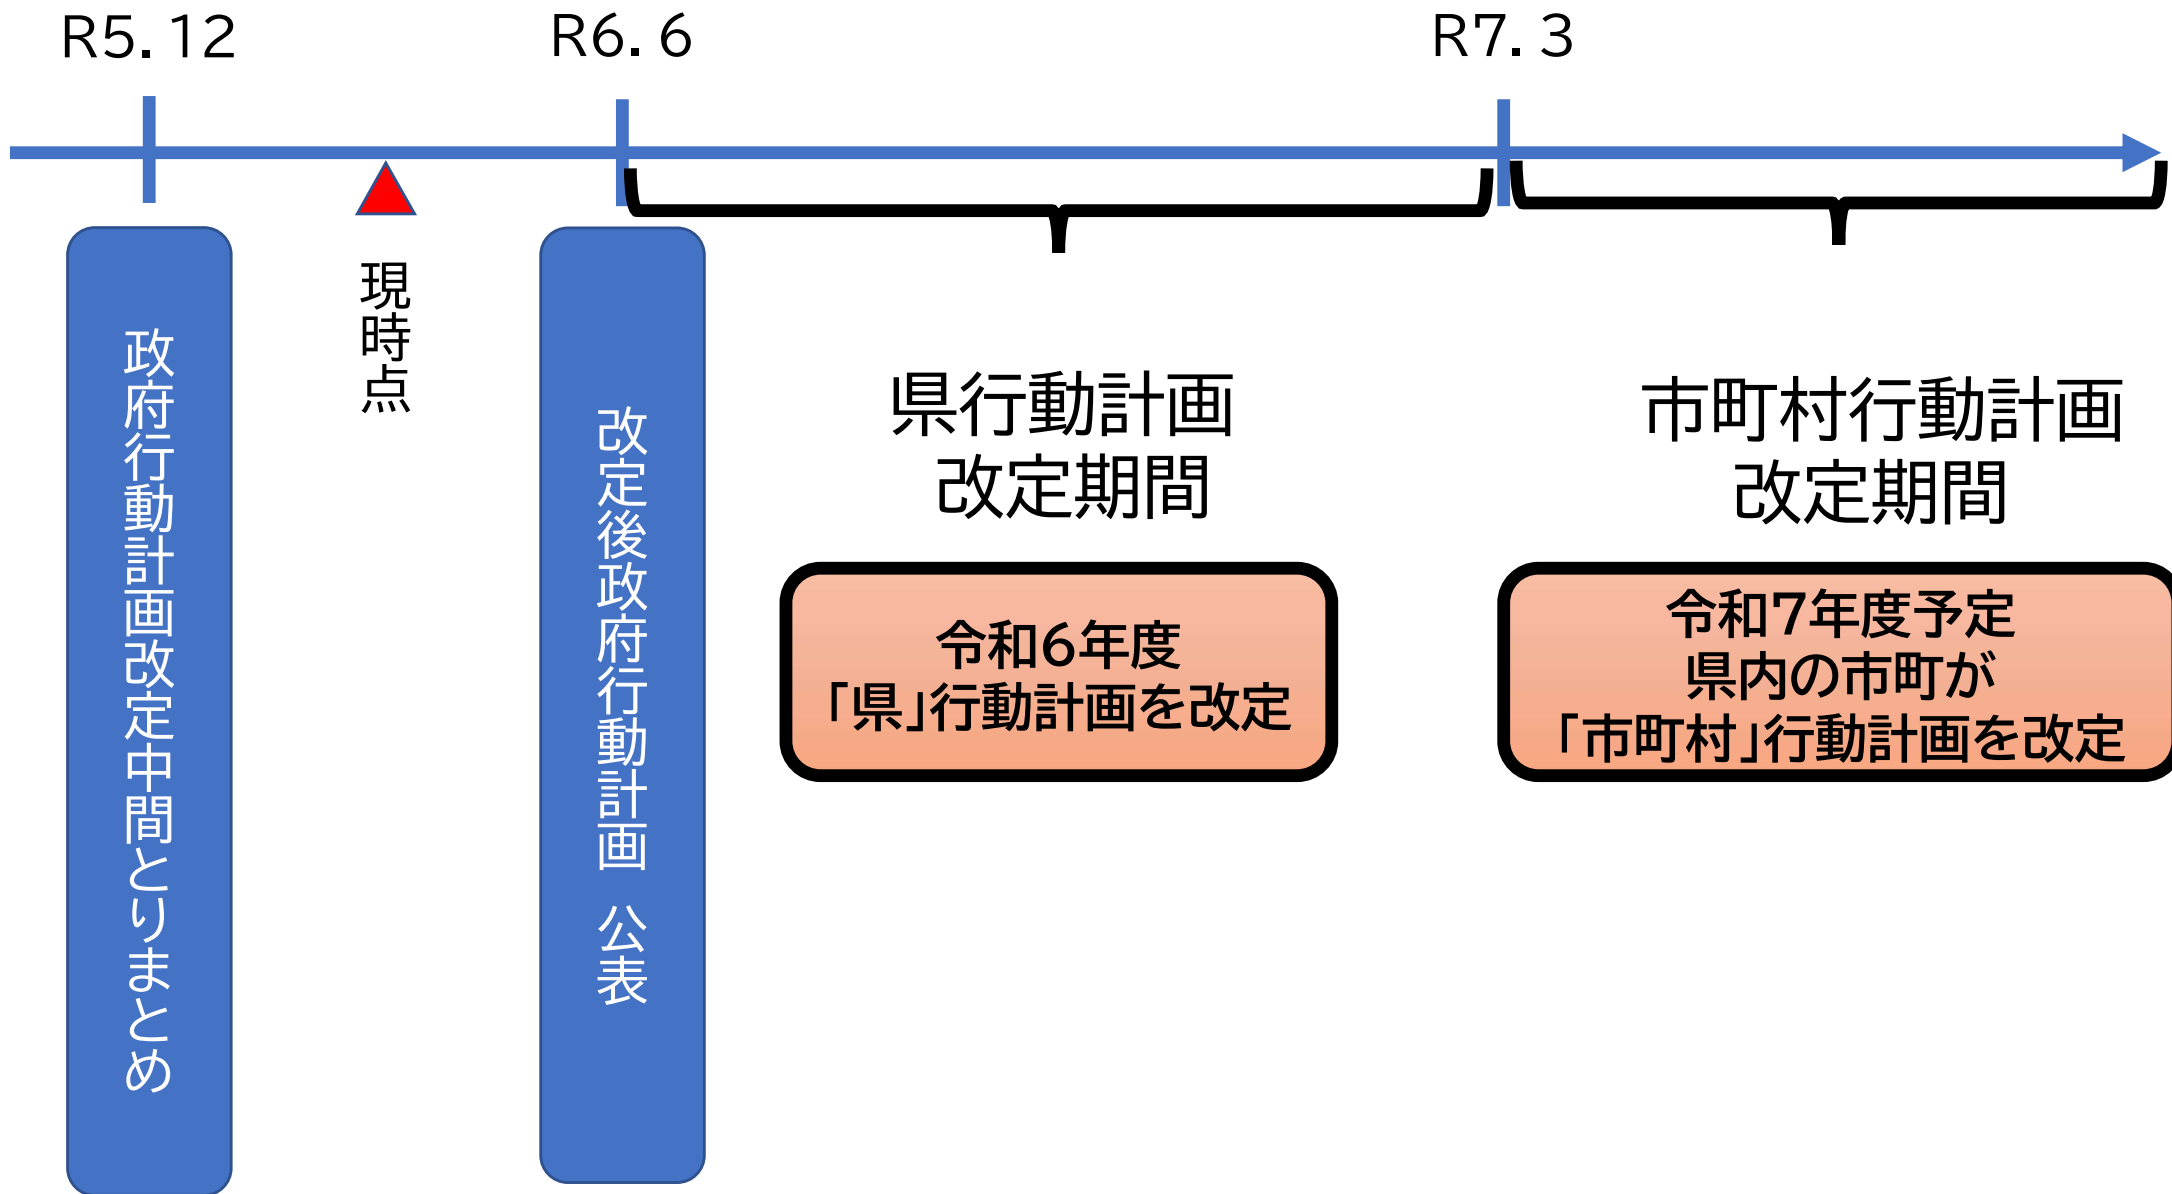 R5.12
R6.6
R7.3
政府行動計画改定中間とりまとめ
現時点
改定後政府行動計画 公表
県行動計画
改定期間
令和6年度
「県」行動計画を改定
市町村行動計画
改定期間
令和7年度予定
県内の市町が
「市町村」行動計画を改定